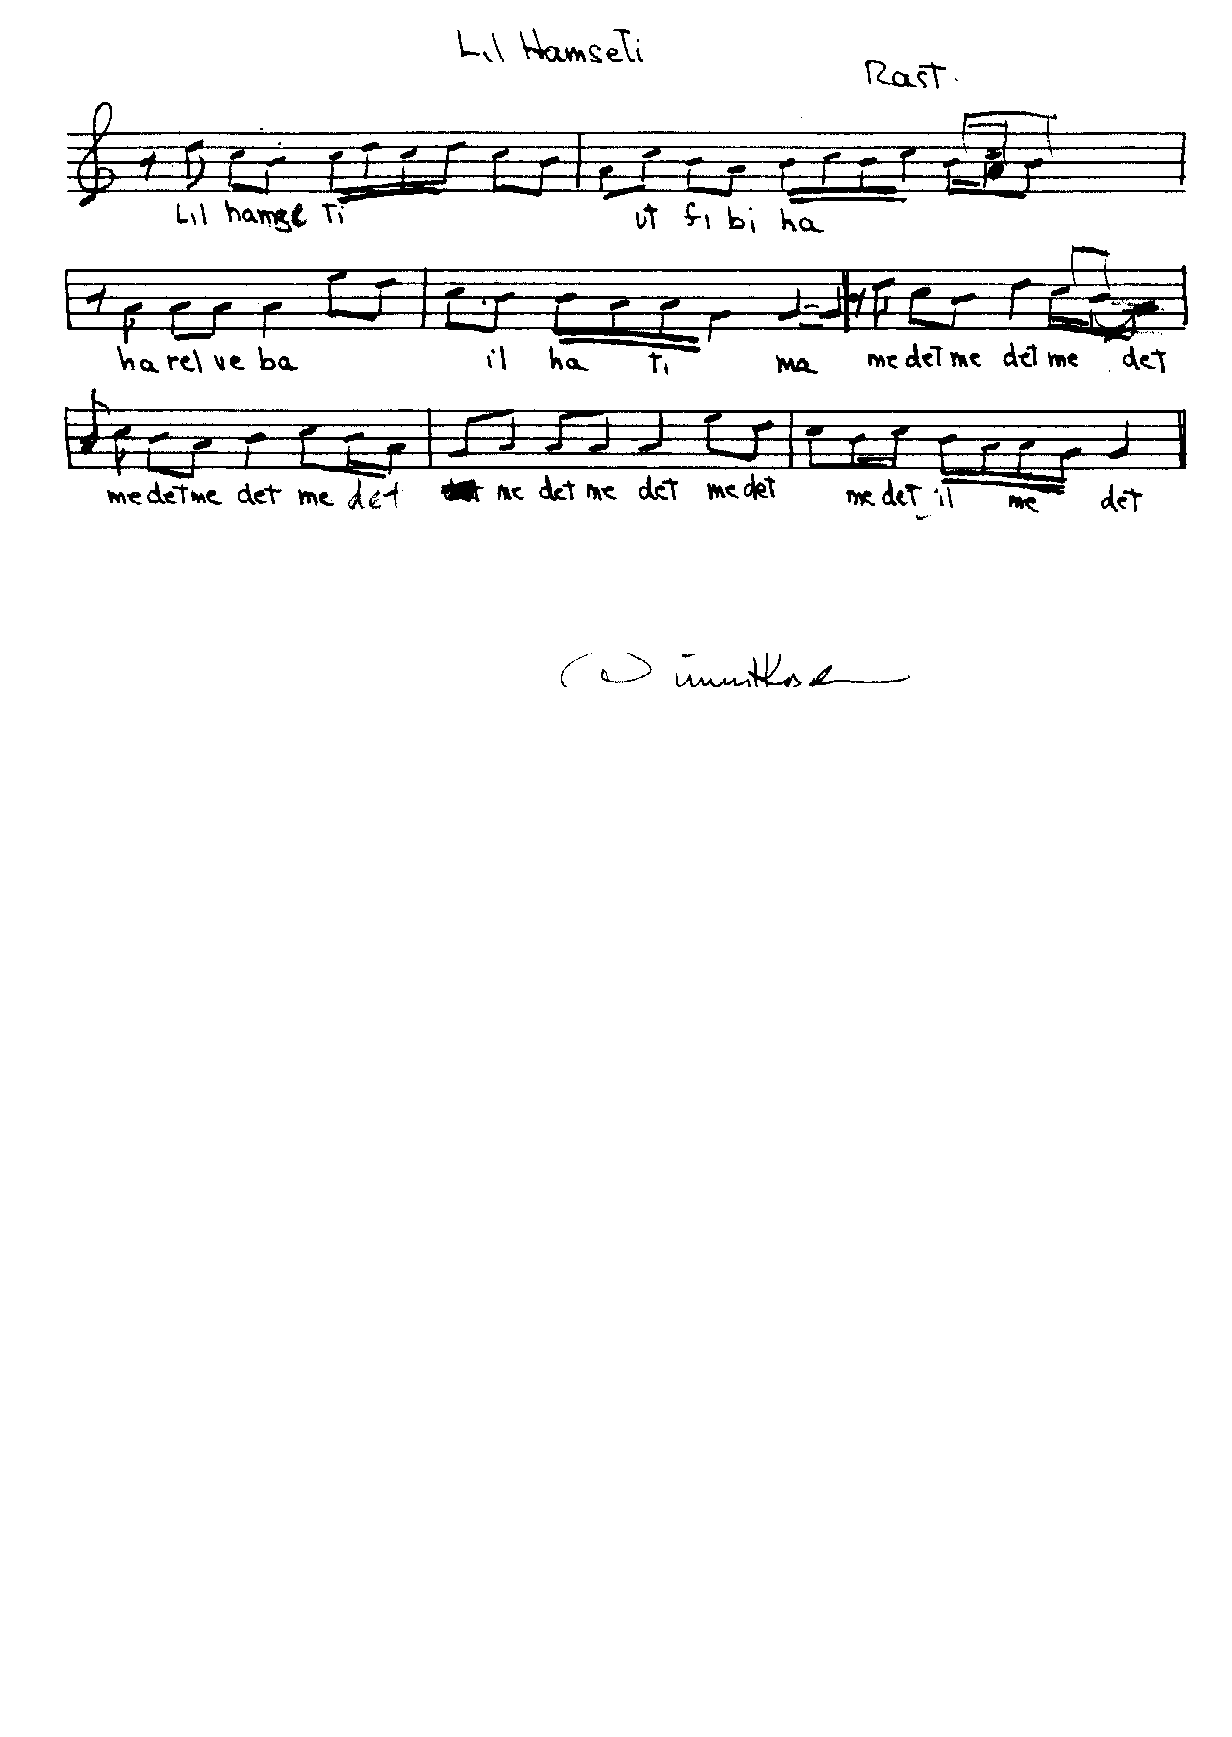 Lil Hamseti
Rast.
Lil hamse ti ut fi bi ha
ha rel ve ba il ha ti ma me det me det me det
me det me det me det me det me det me det me det il me det